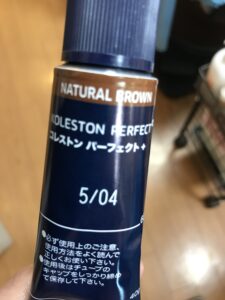 NATURAL BROWN
KOLESTON PERFECT+
コレストン パーフェクト+
5/04
●必ず使用上のご注意、
使用方法をよく読んで
正しくお使い下さい。
●使用後はチューブの
キャップをしっかり締め
て保存して下さい。